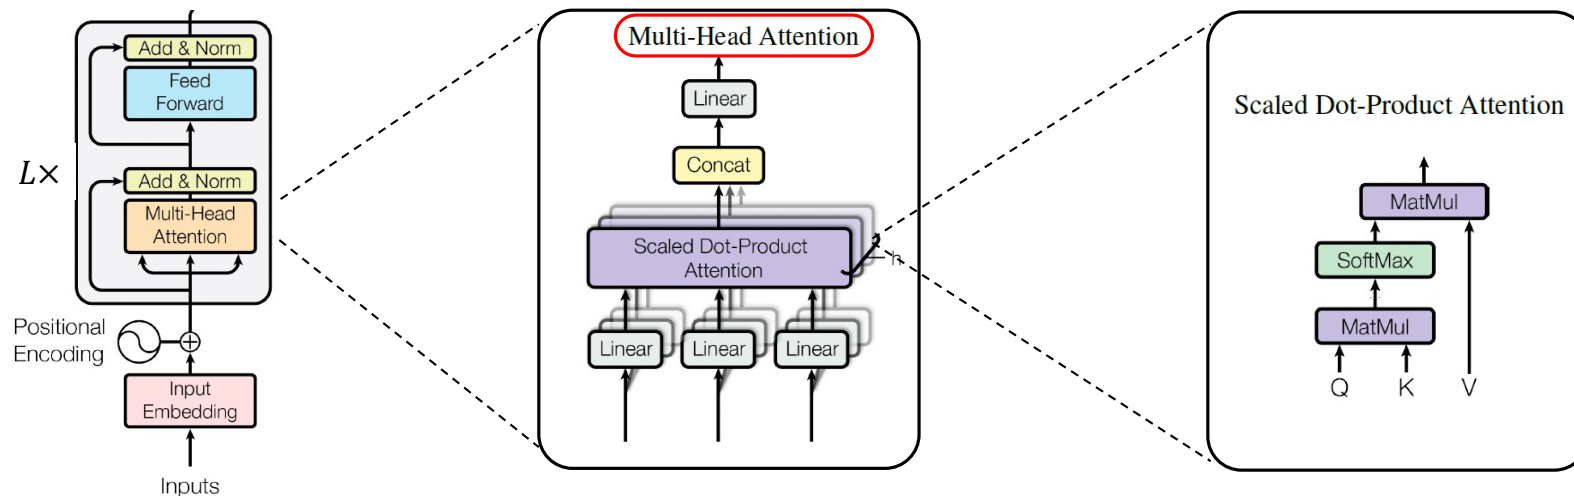 Add & Norm
Feed
Forward
L×
Add & Norm
Multi-Head
Attention
Positional
Encoding
Input
Embedding
Inputs
Multi-Head Attention
Linear
Concat
Scaled Dot-Product
Attention
h
Linear
Linear
Linear
Scaled Dot-Product Attention
MatMul
SoftMax
MatMul
Q
K
V